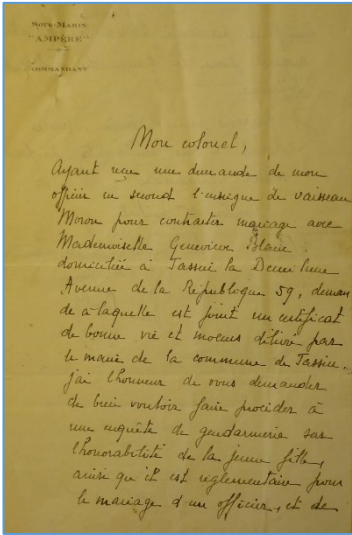 SOUS-MARIN
"AMPÈRE"
COMMANDANT
Mon colonel,
Ayant reçu une demande de mon
officier en second l'enseigne de vaisseau
Moron pour contracter mariage avec
Mademoiselle Geneviève Blanc
domiciliée à Tassin la Demi lune
Avenue de la République 59, deman
de à laquelle est joint un certificat
de bonne vie et moeurs délivré par
le maire de la commune de Tassin.
j'ai l'honneur de vous demander
de bien vouloir faire procéder à
une enquête de gendarmerie sur
l'honorabilité de la jeune fille,
ainsi qu'il est réglementaire pour
le mariage d'un officier, et de